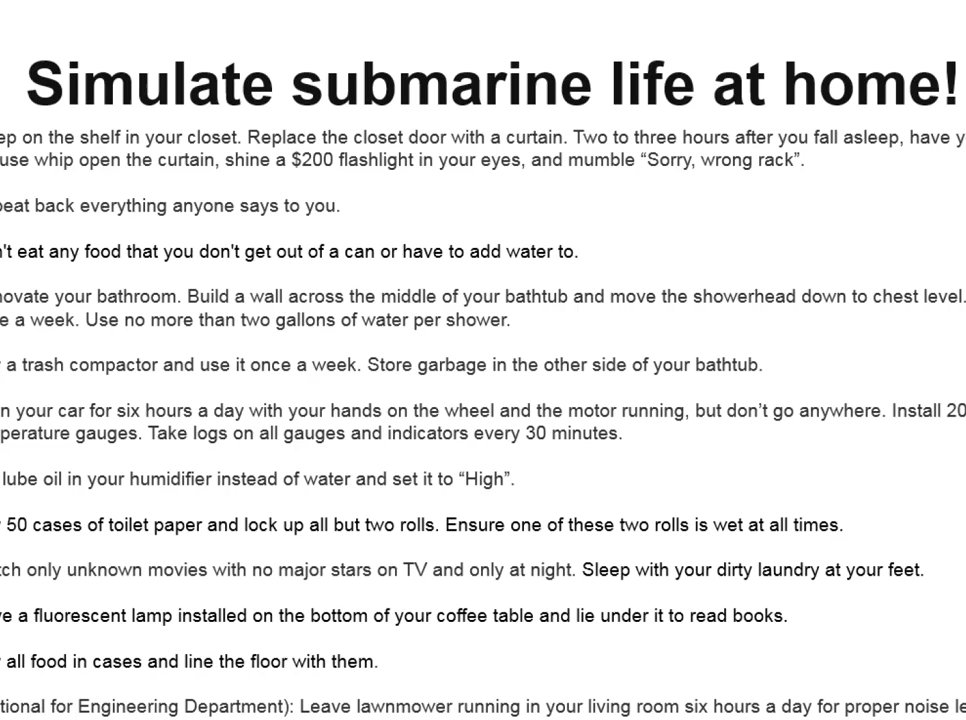 Simulate submarine life at home!
on the shelf in your closet. Replace the closet door with a curtain. Two to three hours after you fall asleep, have
whip open the curtain, shine a $200 flashlight in your eyes, and mumble “Sorry, wrong rack”.
back everything anyone says to you.
eat any food that you don't get out of a can or have to add water to.
your bathroom. Build a wall across the middle of your bathtub and move the showerhead down to chest level.
a week. Use no more than two gallons of water per shower.
a trash compactor and use it once a week. Store garbage in the other side of your bathtub.
your car for six hours a day with your hands on the wheel and the motor running, but don’t go anywhere. Install
gauges. Take logs on all gauges and indicators every 30 minutes.
lube oil in your humidifier instead of water and set it to “High”.
50 cases of toilet paper and lock up all but two rolls. Ensure one of these two rolls is wet at all times.
only unknown movies with no major stars on TV and only at night. Sleep with your dirty laundry at your feet.
a fluorescent lamp installed on the bottom of your coffee table and lie under it to read books.
all food in cases and line the floor with them.
for Engineering Department): Leave lawnmower running in your living room six hours a day for proper noise